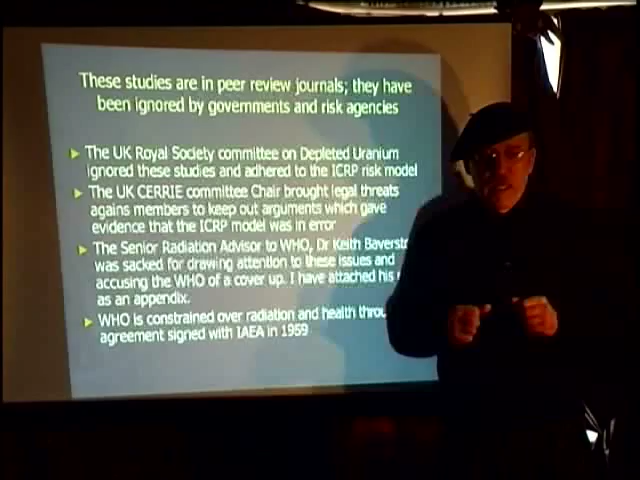 These studies are in peer review journals; they have
been ignored by governments and risk agencies
The UK Royal Society committee on Depleted Uranium
ignored these studies and adhered to the ICRP risk model
The UK CERRIE committee Chair brought legal threats
agains members to keep out arguments which gave
evidence that the ICRP model was in error
The Senior Radiation Advisor to WHO, Dr Keith
was sacked for drawing attention to these issues and
accusing the WHO of a cover up. I have attached his
as an appendix.
WHO is constrained over radiation and health
agreement signed with IAEA in 1959